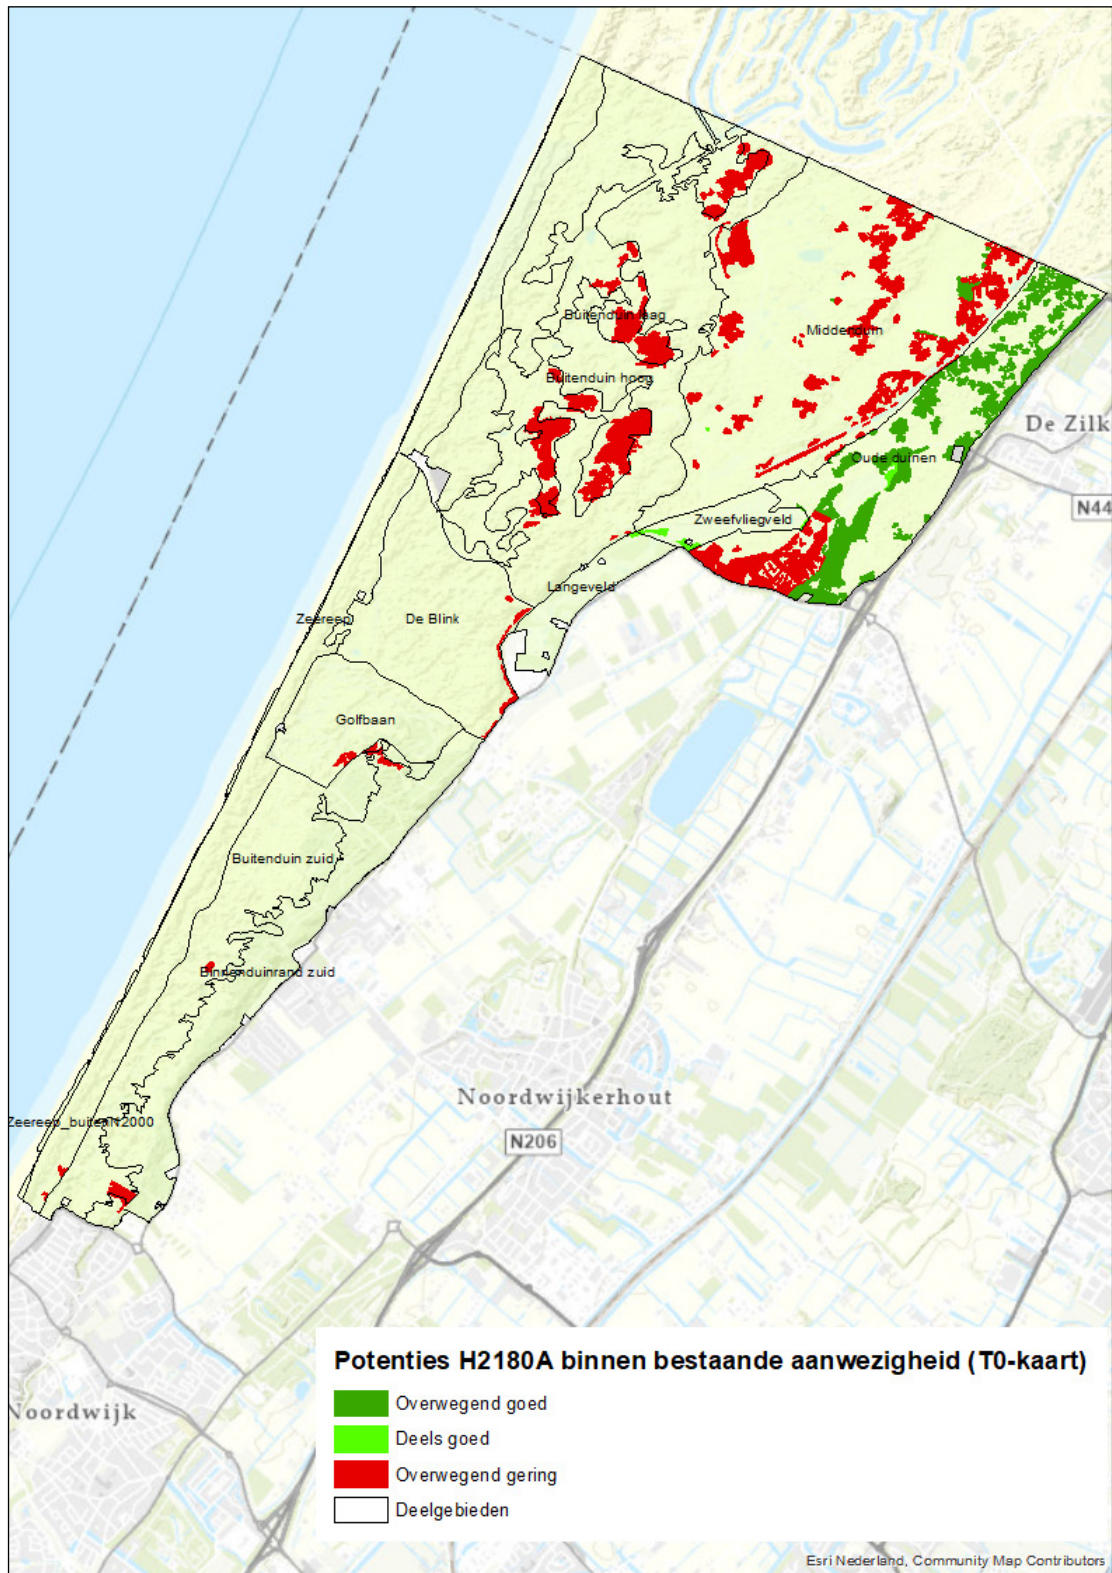 Buitenduin laag
Middenduin
Buitenduin hoog
De Zilk
Oude duinen
N44
Zweefvliegveld
Langeveld
Zeereep
De Blink
Golfbaan
Buitenduin zuid
Binnenduinrand zuid
Noordwijkerhout
Zeereep_buitenN2000
N206
Noordwijk
Potenties H2180A binnen bestaande aanwezigheid (T0-kaart)
Overwegend goed
Deels goed
Overwegend gering
Deelgebieden
Esri Nederland, Community Map Contributors